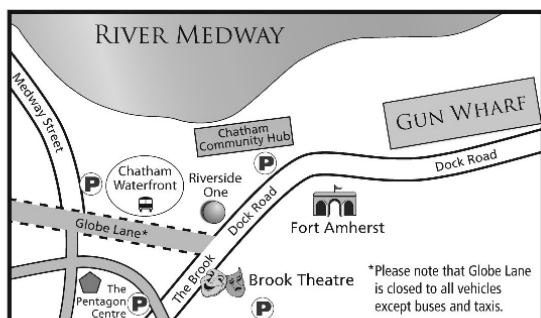 RIVER MEDWAY
Medway Street
GUN WHARF
Chatham
Community Hub
P
Dock Road
P
Chatham
Waterfront
Riverside
One
Dock Road
Fort Amherst
Globe Lane*
The Brook
Brook Theatre
The
Pentagon
Centre
P
P
*Please note that Globe Lane
is closed to all vehicles
except buses and taxis.